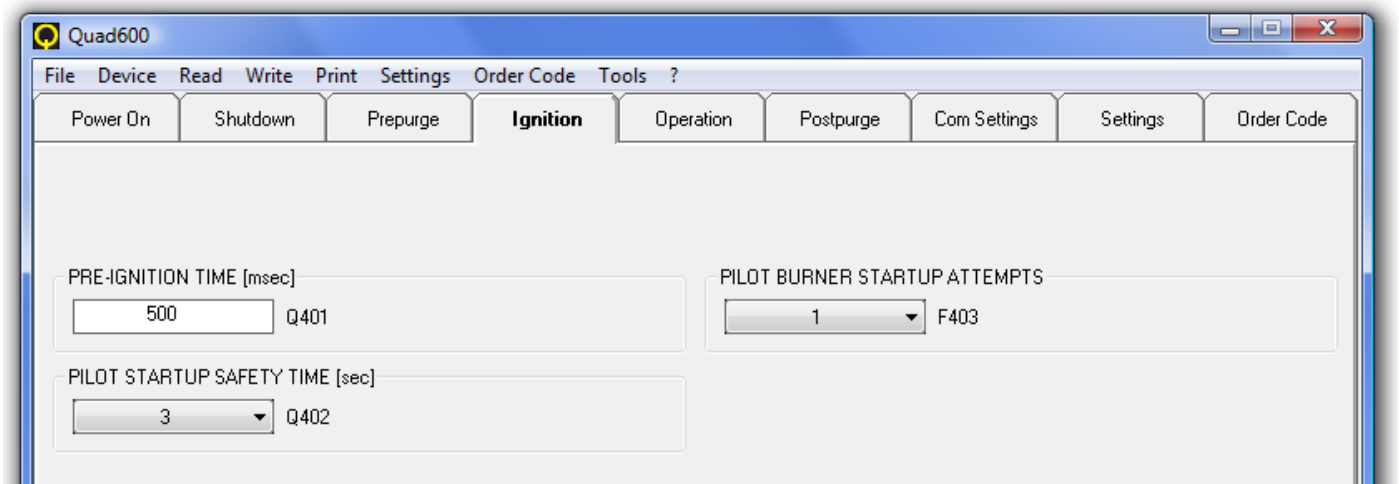 Quad600
File Device Read Write Print Settings Order Code Tools ?
Power On Shutdown Prepurge Ignition Operation Postpurge Com Settings Settings Order Code
PRE-IGNITION TIME [msec]
500 Q401
PILOT BURNER STARTUP ATTEMPTS
1 F403
PILOT STARTUP SAFETY TIME [sec]
3 Q402